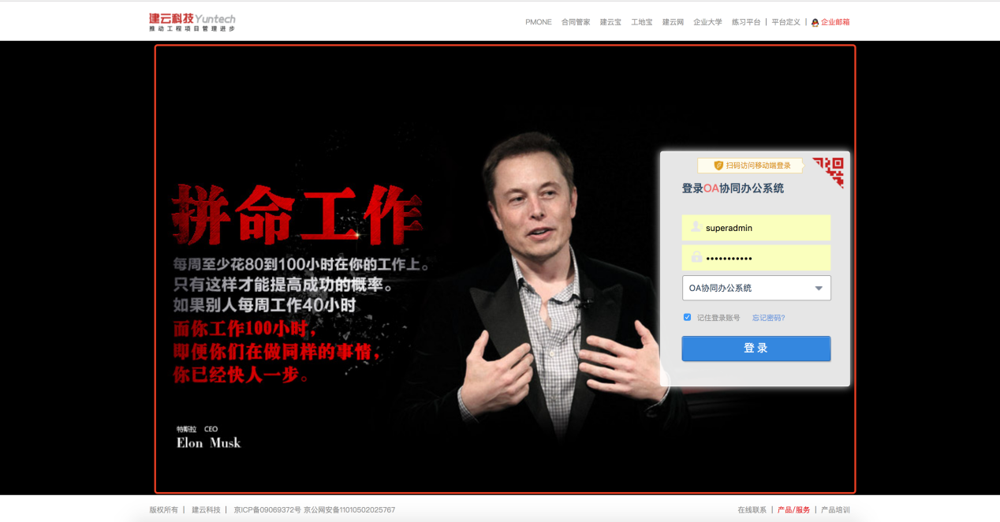 建云科技Yuntech
推动工程项目管理进步
PMONE 合同管家 建云宝 工地宝 建云网 企业大学 练习平台 | 平台定义 | 企业邮箱
扫码访问移动端登录
登录OA协同办公系统
superadmin
•••••••••••
OA协同办公系统
记住登录账号 忘记密码?
登录
拼命工作
每周至少花80到100小时在你的工作上。
只有这样才能提高成功的概率。
如果别人每周工作40小时
而你工作100小时，
即便你们在做同样的事情，
你已经快人一步。
特斯拉 CEO
Elon Musk
版权所有 | 建云科技 | 京ICP备09069372号 京公网安备11010502025767
在线联系 | 产品/服务 | 产品培训